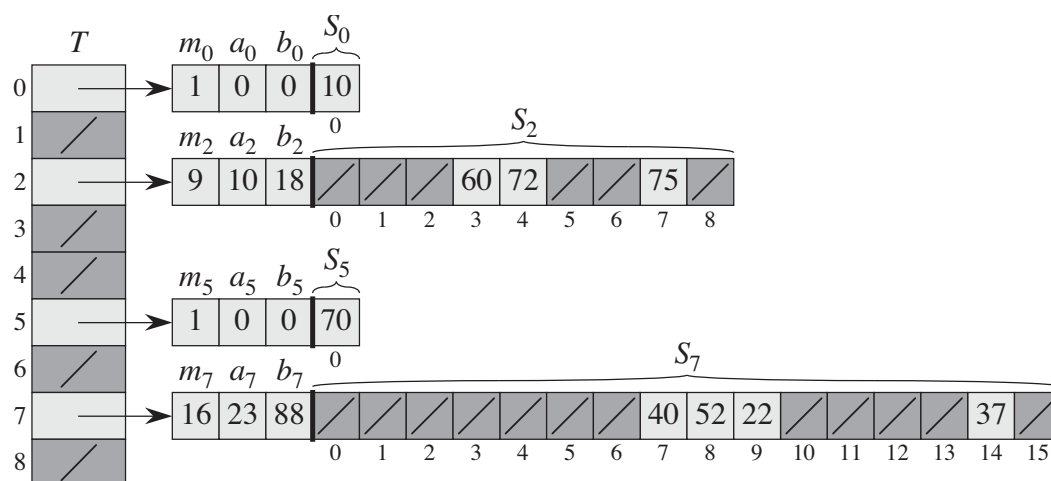 T m₀ a₀ b₀ S₀
0 1 0 0 10
0
1 m₂ a₂ b₂ S₂
2 9 10 18 60 72 75
0 1 2 3 4 5 6 7 8
3
4 m₅ a₅ b₅ S₅
5 1 0 0 70
0
6 m₇ a₇ b₇ S₇
7 16 23 88 40 52 22 37
8 0 1 2 3 4 5 6 7 8 9 10 11 12 13 14 15